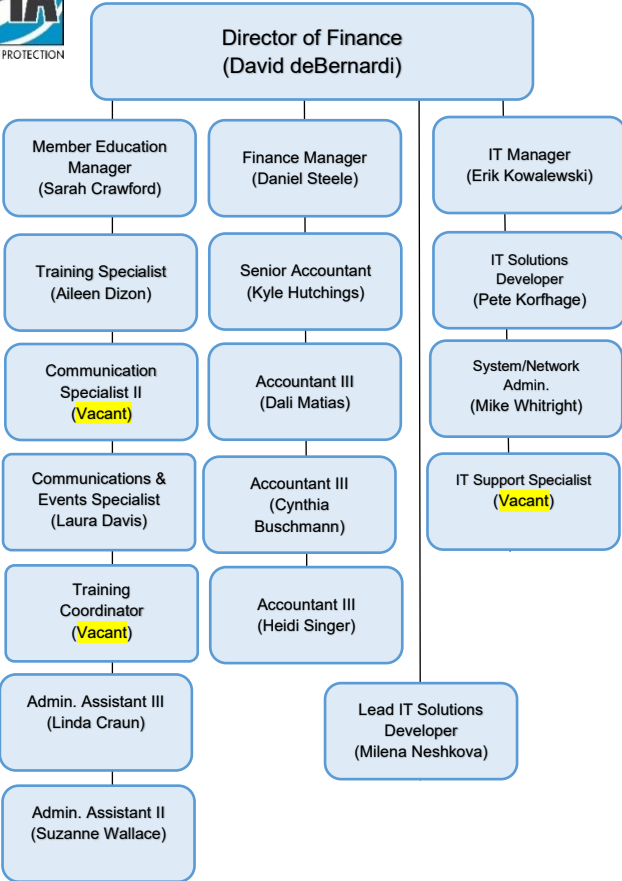 IA
PROTECTION
Director of Finance
(David deBernardi)
Member Education
Manager
(Sarah Crawford)
Training Specialist
(Aileen Dizon)
Communication
Specialist II
(Vacant)
Communications &
Events Specialist
(Laura Davis)
Training
Coordinator
(Vacant)
Admin. Assistant III
(Linda Craun)
Admin. Assistant II
(Suzanne Wallace)
Finance Manager
(Daniel Steele)
Senior Accountant
(Kyle Hutchings)
Accountant III
(Dali Matias)
Accountant III
(Cynthia
Buschmann)
Accountant III
(Heidi Singer)
IT Manager
(Erik Kowalewski)
IT Solutions
Developer
(Pete Korfhage)
System/Network
Admin.
(Mike Whitright)
IT Support Specialist
(Vacant)
Lead IT Solutions
Developer
(Milena Neshkova)